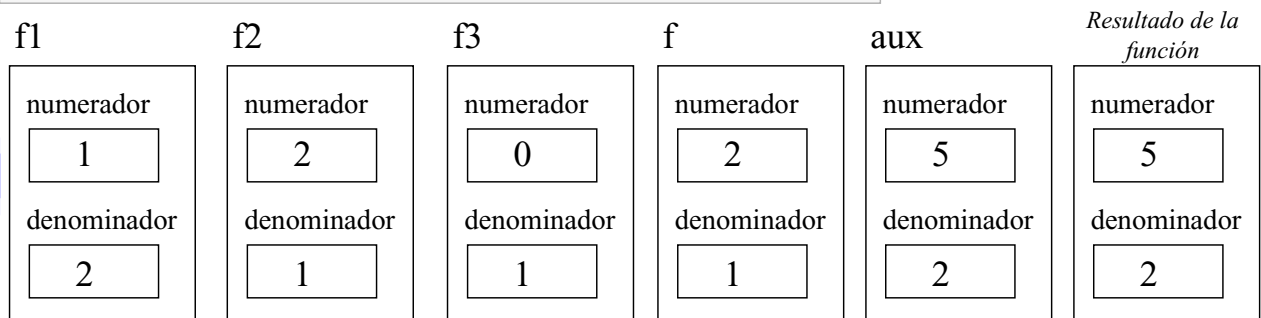 f1 f2 f3 f aux Resultado de la
función
numerador numerador numerador numerador numerador numerador
1 2 0 2 5 5
denominador denominador denominador denominador denominador denominador
2 1 1 1 2 2